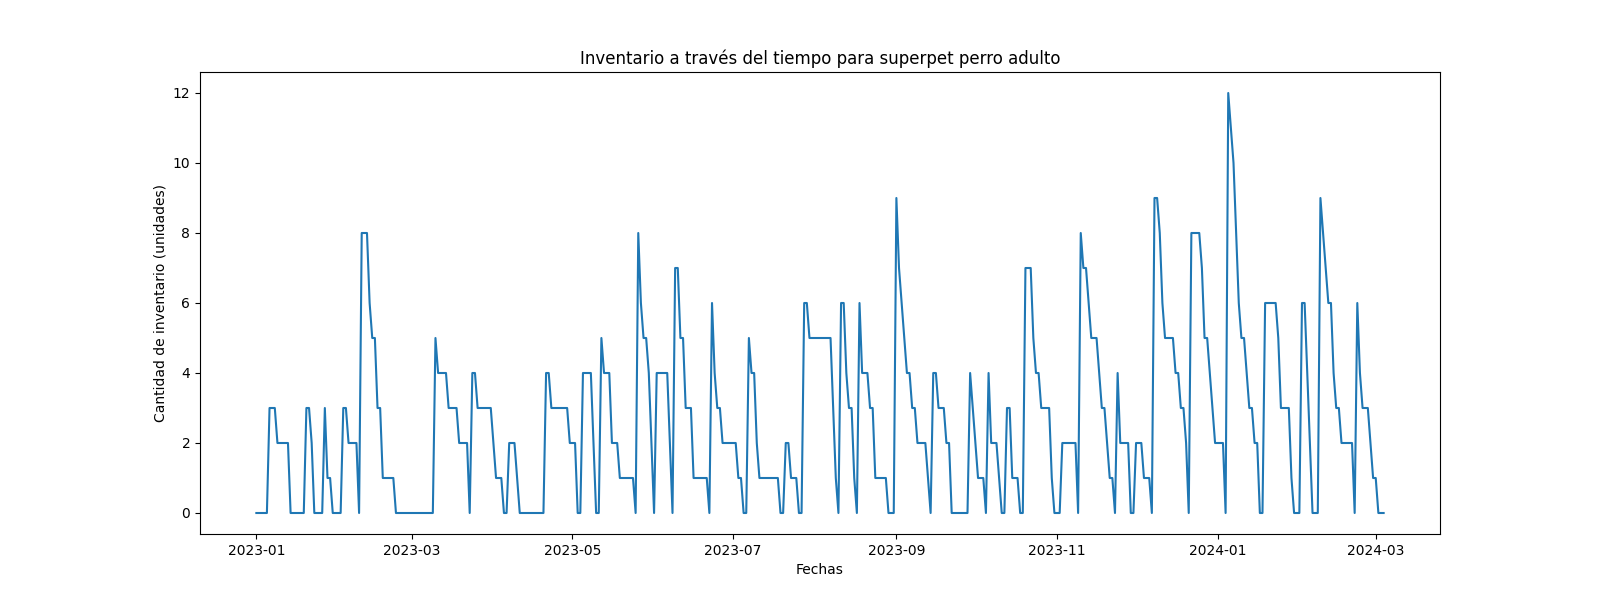 Inventario a través del tiempo para superpet perro adulto
Cantidad de inventario (unidades)
12
10
8
6
4
2
0
2023-01 2023-03 2023-05 2023-07 2023-09 2023-11 2024-01 2024-03
Fechas